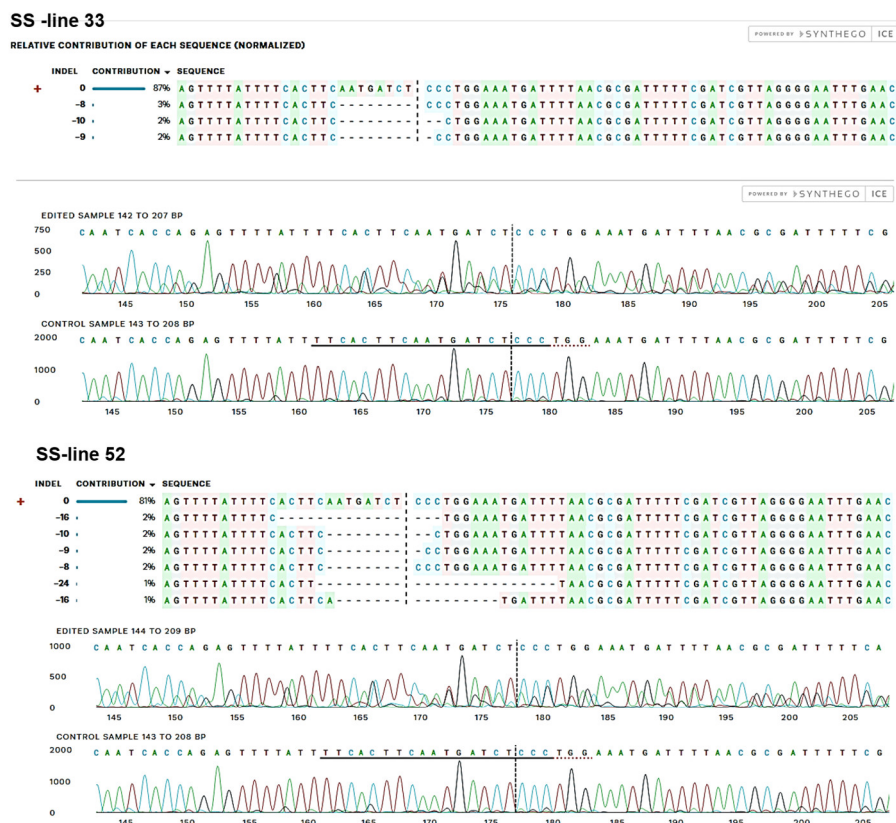 SS -line 33
POWERED BY SYNTHEGO ICE
RELATIVE CONTRIBUTION OF EACH SEQUENCE (NORMALIZED)
INDEL CONTRIBUTION SEQUENCE
+ 0 87% AGTTTTATTTTCACTTCAATGATCT CCCTGGAAATGATTTTAACGCGATTTTTCGATCGTTAGGGGAATTTGAAC
-8 3% AGTTTTATTTTCACTTC-------- CCCTGGAAATGATTTTAACGCGATTTTTCGATCGTTAGGGGAATTTGAAC
-10 2% AGTTTTATTTTCACTTC-------- --CTGGAAATGATTTTAACGCGATTTTTCGATCGTTAGGGGAATTTGAAC
-9 2% AGTTTTATTTTCACTTC-------- -CCTGGAAATGATTTTAACGCGATTTTTCGATCGTTAGGGGAATTTGAAC
POWERED BY SYNTHEGO ICE
EDITED SAMPLE 142 TO 207 BP
750 CAATCACCAGAGTTTTATTTTCACTTCAATGATCTCCCTGGAAATGATTTTAACGCGATTTTTCG
500
250
0
145 150 155 160 165 170 175 180 185 190 195 200 205
CONTROL SAMPLE 143 TO 208 BP
2000 CAATCACCAGAGTTTTATTTTCACTTCAATGATCTCCCTGGAAATGATTTTAACGCGATTTTTCG
1000
0
145 150 155 160 165 170 175 180 185 190 195 200 205
SS-line 52
INDEL CONTRIBUTION SEQUENCE
+ 0 81% AGTTTTATTTTCACTTCAATGATCT CCCTGGAAATGATTTTAACGCGATTTTTCGATCGTTAGGGGAATTTGAAC
-16 2% AGTTTTATTTTC------------- ---TGGAAATGATTTTAACGCGATTTTTCGATCGTTAGGGGAATTTGAAC
-10 2% AGTTTTATTTTCACTTC-------- --CTGGAAATGATTTTAACGCGATTTTTCGATCGTTAGGGGAATTTGAAC
-9 2% AGTTTTATTTTCACTTC-------- -CCTGGAAATGATTTTAACGCGATTTTTCGATCGTTAGGGGAATTTGAAC
-8 2% AGTTTTATTTTCACTTC-------- CCCTGGAAATGATTTTAACGCGATTTTTCGATCGTTAGGGGAATTTGAAC
-24 1% AGTTTTATTTTCACTT--------- ---------------TAACGCGATTTTTCGATCGTTAGGGGAATTTGAAC
-16 1% AGTTTTATTTTCACTTCA------- ---------TGATTTTAACGCGATTTTTCGATCGTTAGGGGAATTTGAAC
EDITED SAMPLE 144 TO 209 BP
1000 CAATCACCAGAGTTTTATTTTCACTTCAATGATCTCCCTGGAAATGATTTTAACGCGATTTTTCA
500
0
145 150 155 160 165 170 175 180 185 190 195 200 205
CONTROL SAMPLE 143 TO 208 BP
2000 CAATCACCAGAGTTTTATTTTCACTTCAATGATCTCCCTGGAAATGATTTTAACGCGATTTTTCG
1000
0
145 150 155 160 165 170 175 180 185 190 195 200 205